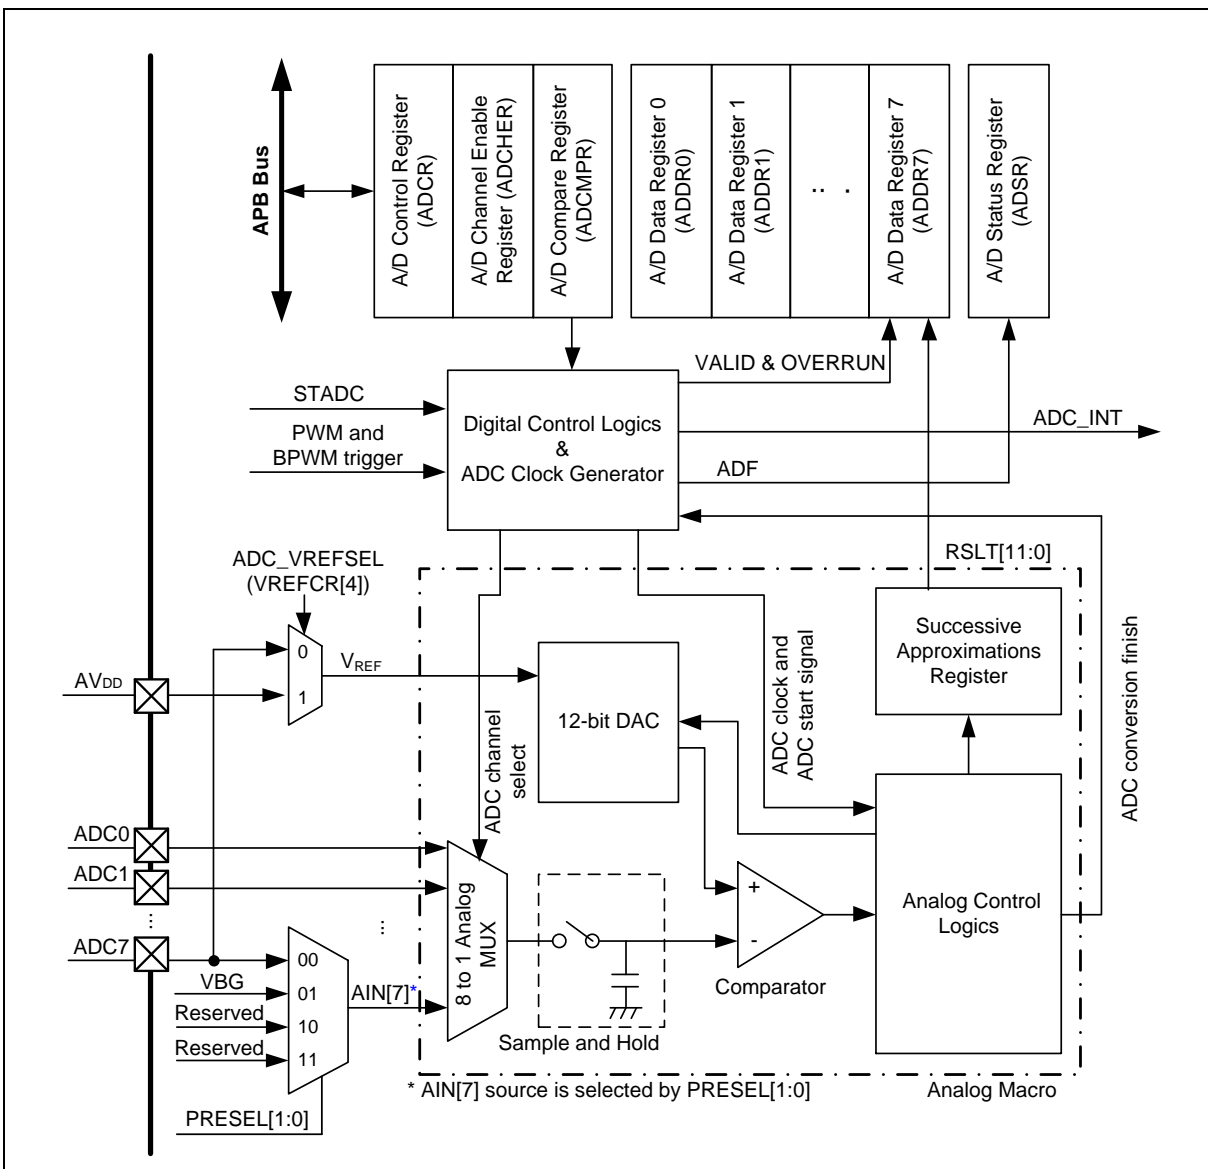 APB Bus
A/D Control Register
(ADCR)
A/D Channel Enable
Register (ADCHER)
A/D Compare Register
(ADCMPR)
A/D Data Register 0
(ADDR0)
A/D Data Register 1
(ADDR1)
.. .
A/D Data Register 7
(ADDR7)
A/D Status Register
(ADSR)
VALID & OVERRUN
STADC
PWM and
BPWM trigger
Digital Control Logics
&
ADC Clock Generator
ADC_INT
ADF
RSLT[11:0]
ADC_VREFSEL
(VREFCR[4])
0
1
VREF
AVDD
12-bit DAC
ADC channel
select
ADC clock and
ADC start signal
Successive
Approximations
Register
ADC conversion finish
ADC0
ADC1
...
ADC7
...
8 to 1 Analog
MUX
+
-
Comparator
Analog Control
Logics
00
01
10
11
VBG
Reserved
Reserved
AIN[7]*
Sample and Hold
PRESEL[1:0]
* AIN[7] source is selected by PRESEL[1:0]
Analog Macro